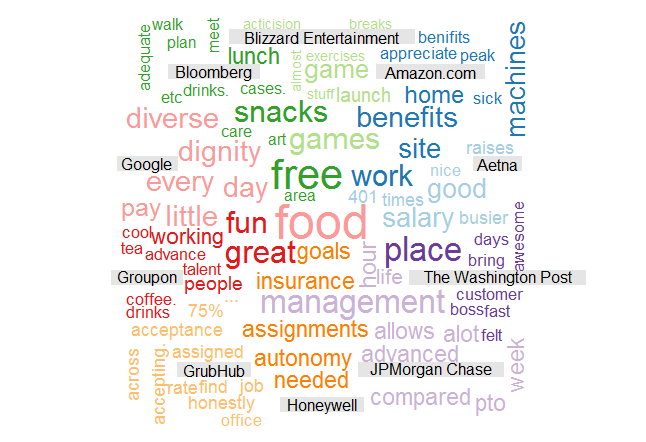 walk
meet
acticision
breaks
adequate
plan
Blizzard Entertainment
benifits
machines
lunch
almost
exercises
appreciate
peak
Bloomberg
game
Amazon.com
etc
drinks.
cases.
stuff
launch
home
sick
diverse
snacks
benefits
care
art
games
site
raises
dignity
Google
every
day
free
work
nice
Aetna
area
401
times
good
pay
little
fun
food
salary
busier
cool
working
tea
advance
great
goals
hour
place
days
awesome
talent
bring
Groupon
people
insurance
life
The Washington Post
coffee.
...
management
customer
drinks
75%
boss
fast
acceptance
assignments
allows
alot
felt
across
accepting.
assigned
autonomy
advanced
week
GrubHub
JPMorgan Chase
rate
find
job
needed
compared
pto
honestly
Honeywell
office